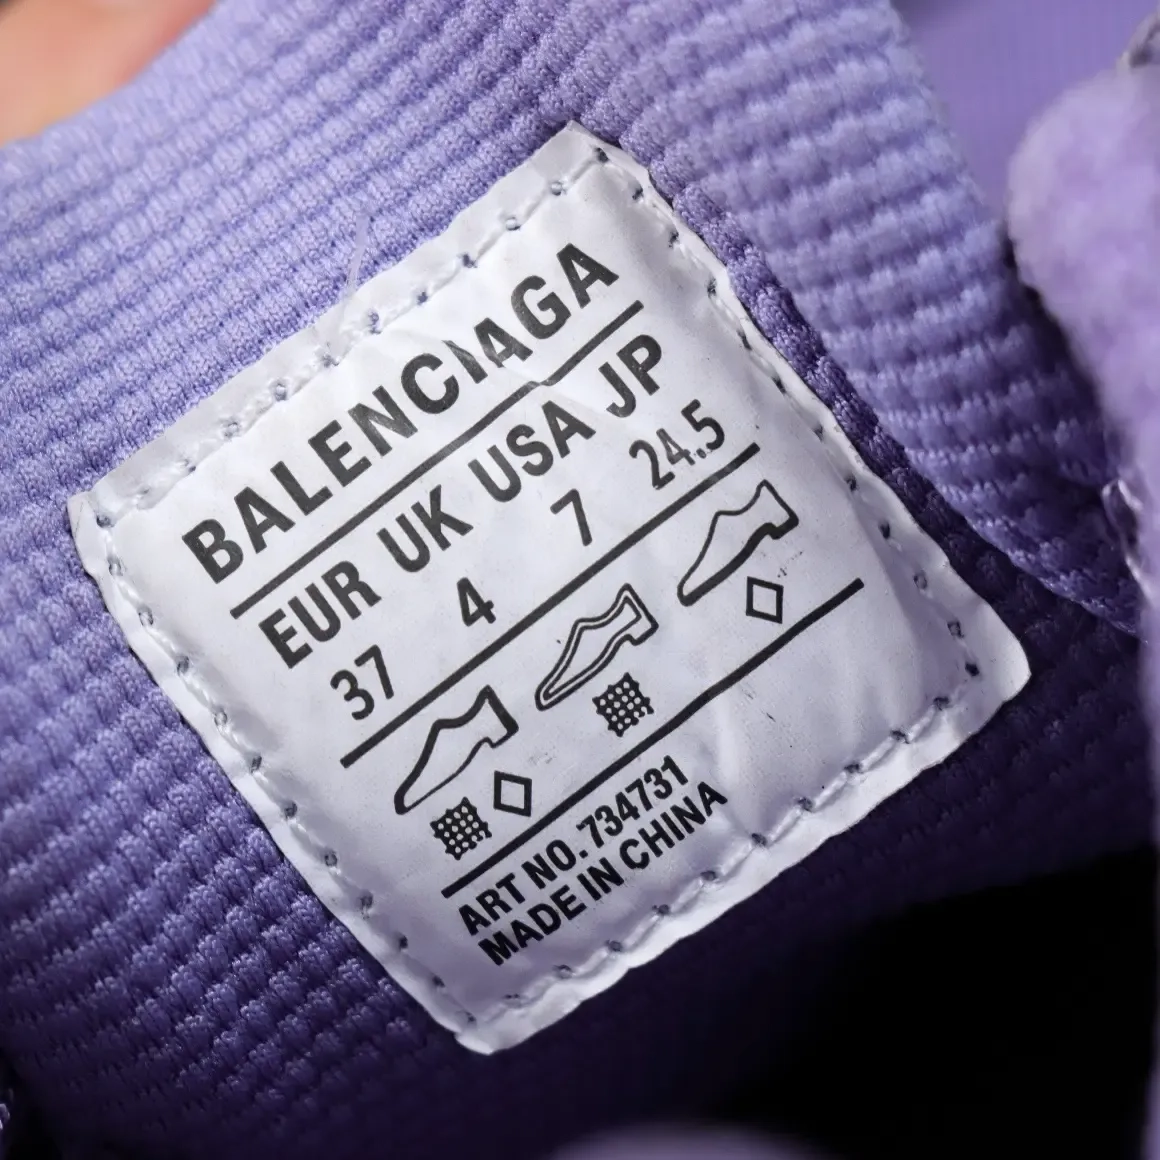 BALENCIAGA
EUR UK USA JP
37 4 7 24.5
ART NO. 734731
MADE IN CHINA